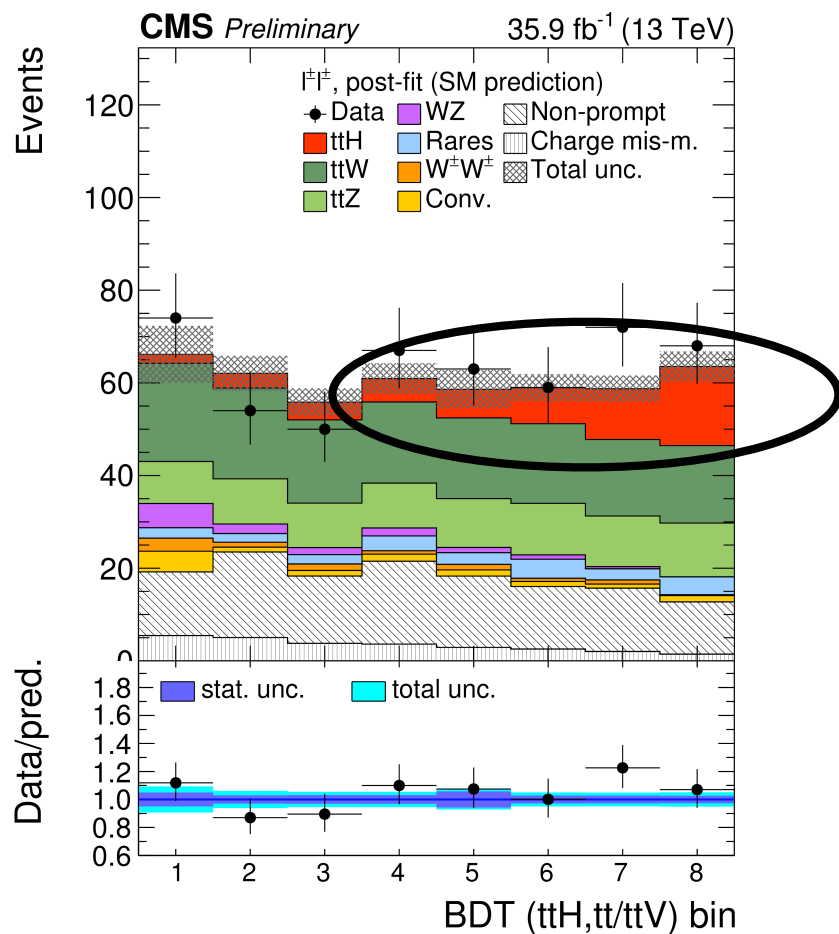 CMS Preliminary 35.9 fb⁻¹ (13 TeV)
Events
l±l±, post-fit (SM prediction)
Data WZ Non-prompt
ttH Rares Charge mis-m.
ttW W±W± Total unc.
ttZ Conv.
120
100
80
60
40
20
0
Data/pred.
stat. unc. total unc.
1.8
1.6
1.4
1.2
1.0
0.8
0.6
1 2 3 4 5 6 7 8
BDT (ttH,tt/ttV) bin